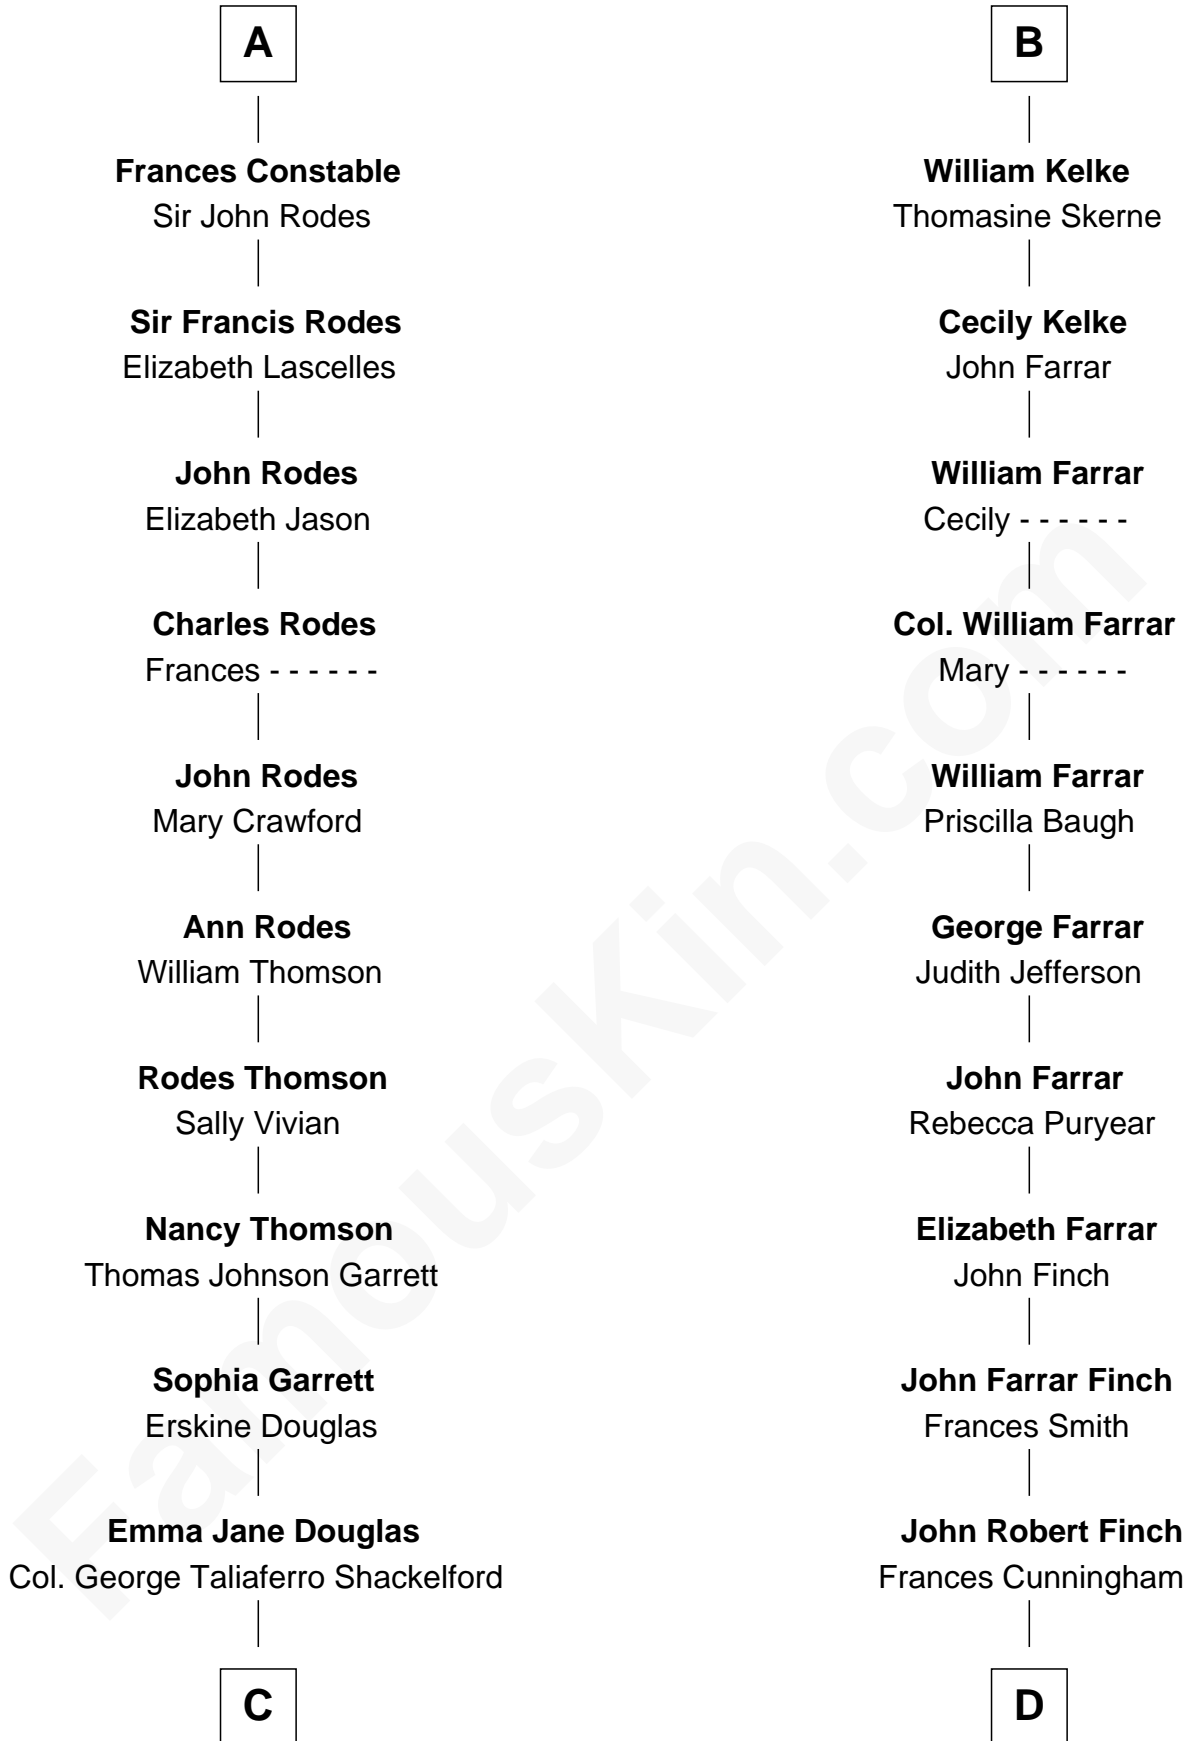 A
Frances Constable
Sir John Rodes
Sir Francis Rodes
Elizabeth Lascelles
John Rodes
Elizabeth Jason
Charles Rodes
Frances - - - - - -
John Rodes
Mary Crawford
Ann Rodes
William Thomson
Rodes Thomson
Sally Vivian
Nancy Thomson
Thomas Johnson Garrett
Sophia Garrett
Erskine Douglas
Emma Jane Douglas
Col. George Taliaferro Shackelford
C
B
William Kelke
Thomasine Skerne
Cecily Kelke
John Farrar
William Farrar
Cecily - - - - - -
Col. William Farrar
Mary - - - - - -
William Farrar
Priscilla Baugh
George Farrar
Judith Jefferson
John Farrar
Rebecca Puryear
Elizabeth Farrar
John Finch
John Farrar Finch
Frances Smith
John Robert Finch
Frances Cunningham
D
FamousKin.com